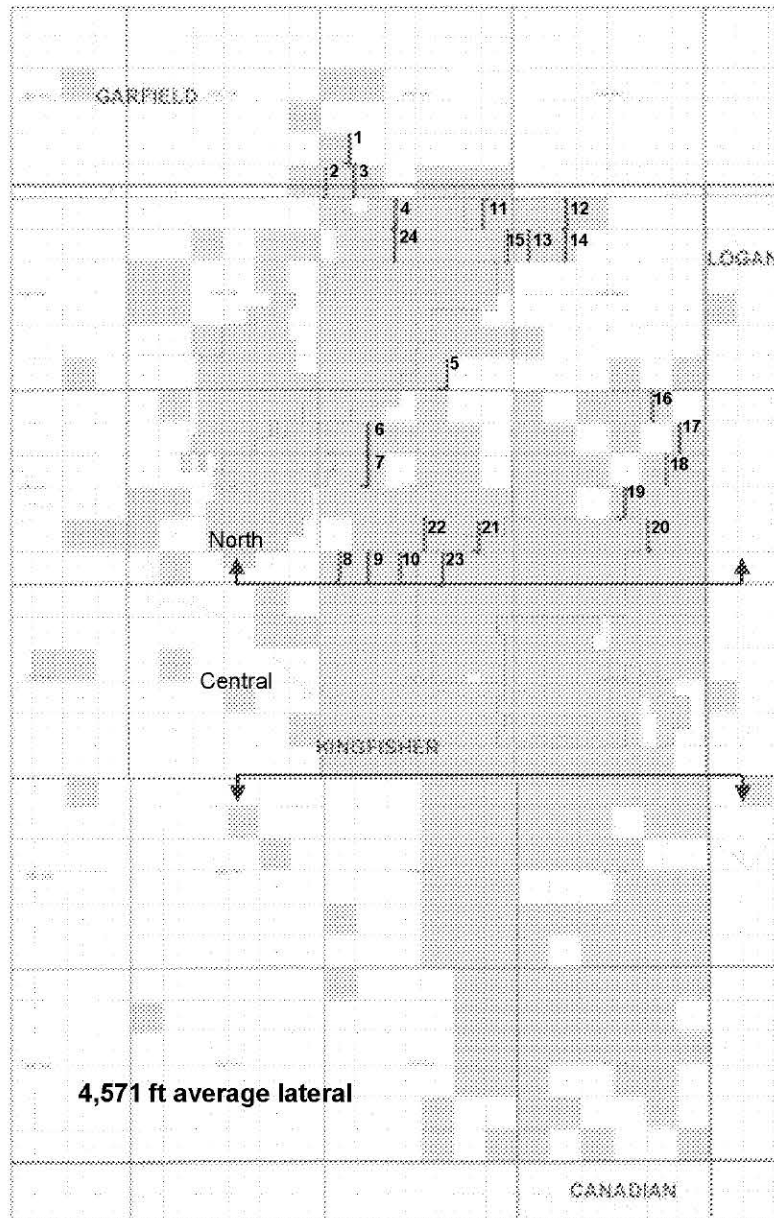 GARFIELD
1
2 3
4 11 12
24 15 13 14
LOGAN
5
16
6 17
7 18
19
22 21 20
North
8 9 10 23
Central
KINGFISHER
4,571 ft average lateral
CANADIAN